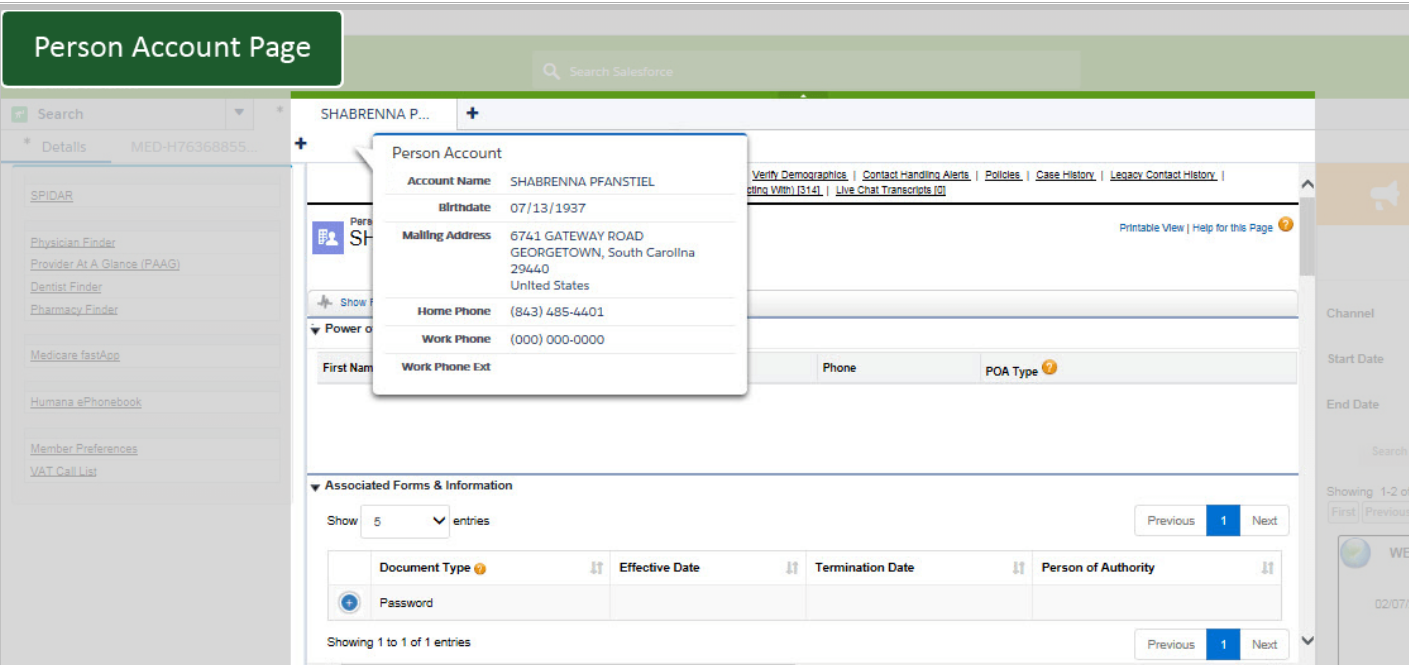 Person Account Page
Search Salesforce
Search
SHABRENNA P...
Details MED-H76368855...
SPIDAR
Physician Finder
Provider At A Glance (PAAG)
Dentist Finder
Pharmacy Finder
Medicare fastApp
Humana ePhonebook
Member Preferences
VAT Call List
Person Account
Account Name SHABRENNA PFANSTIEL
Birthdate 07/13/1937
Mailing Address 6741 GATEWAY ROAD
GEORGETOWN, South Carolina
29440
United States
Home Phone (843) 485-4401
Work Phone (000) 000-0000
Work Phone Ext
Verify Demographics | Contact Handling Alerts | Policies | Case History | Legacy Contact History |
With) [314] | Live Chat Transcripts [0]
Printable View | Help for this Page
Show
Power
First Nam Phone POA Type
Associated Forms & Information
Show 5 entries
Previous 1 Next
Document Type Effective Date Termination Date Person of Authority
Password
Showing 1 to 1 of 1 entries
Previous 1 Next
Channel
Start Date
End Date
Search
Showing 1-2
First Previous
WE
02/07/